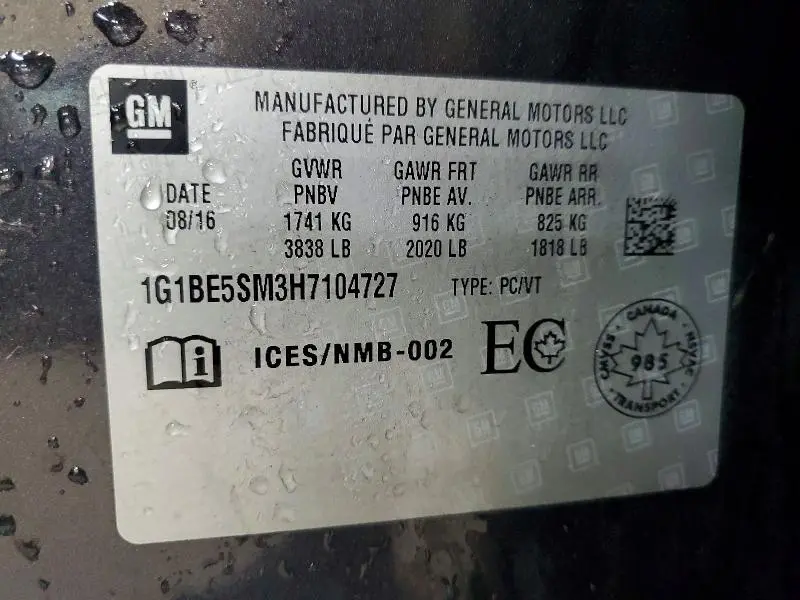 GM
MANUFACTURED BY GENERAL MOTORS LLC
FABRIQUÉ PAR GENERAL MOTORS LLC
GVWR GAWR FRT GAWR RR
DATE PNBV PNBE AV. PNBE ARR.
08/16 1741 KG 916 KG 825 KG
3838 LB 2020 LB 1818 LB
1G1BE5SM3H7104727 TYPE: PC/VT
i ICES/NMB-002 EC
CANADA
CMVSS 985 NSVAC
TRANSPORT